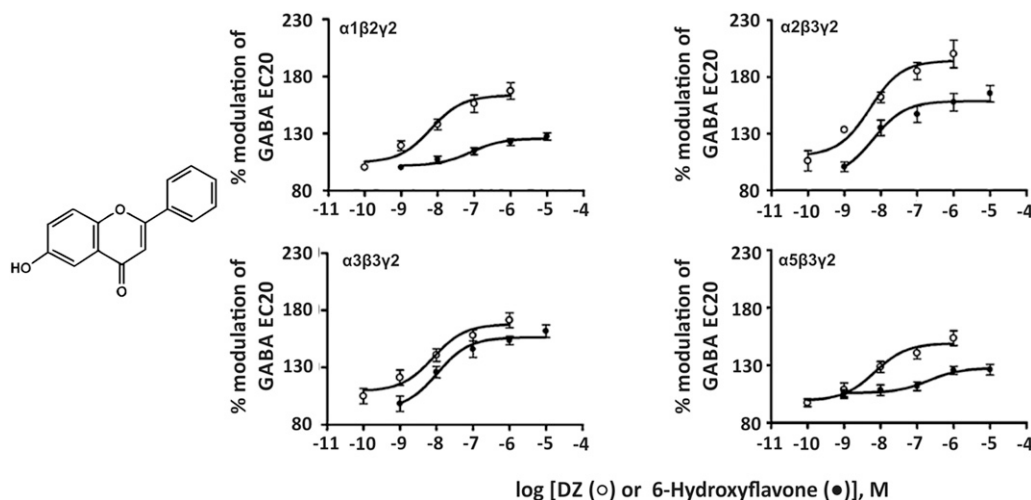 α1β2γ2
% modulation of
GABA EC20
230
180
130
80
-11 -10 -9 -8 -7 -6 -5 -4
α2β3γ2
% modulation of
GABA EC20
230
180
130
80
-11 -10 -9 -8 -7 -6 -5 -4
O
HO
O
α3β3γ2
% modulation of
GABA EC20
230
180
130
80
-11 -10 -9 -8 -7 -6 -5 -4
α5β3γ2
% modulation of
GABA EC20
230
180
130
80
-11 -10 -9 -8 -7 -6 -5 -4
log [DZ (○) or 6-Hydroxyflavone (●)], M